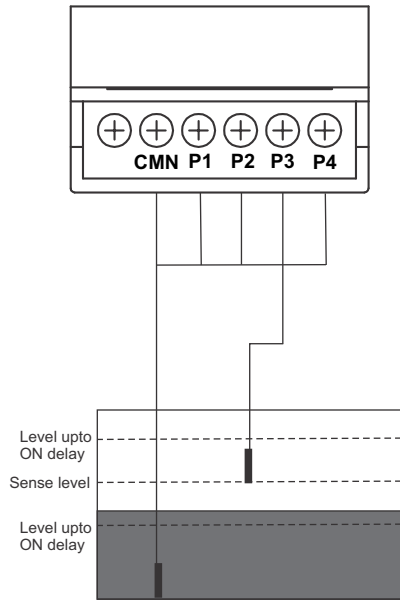 CMN P1 P2 P3 P4
Level upto
ON delay
Sense level
Level upto
ON delay